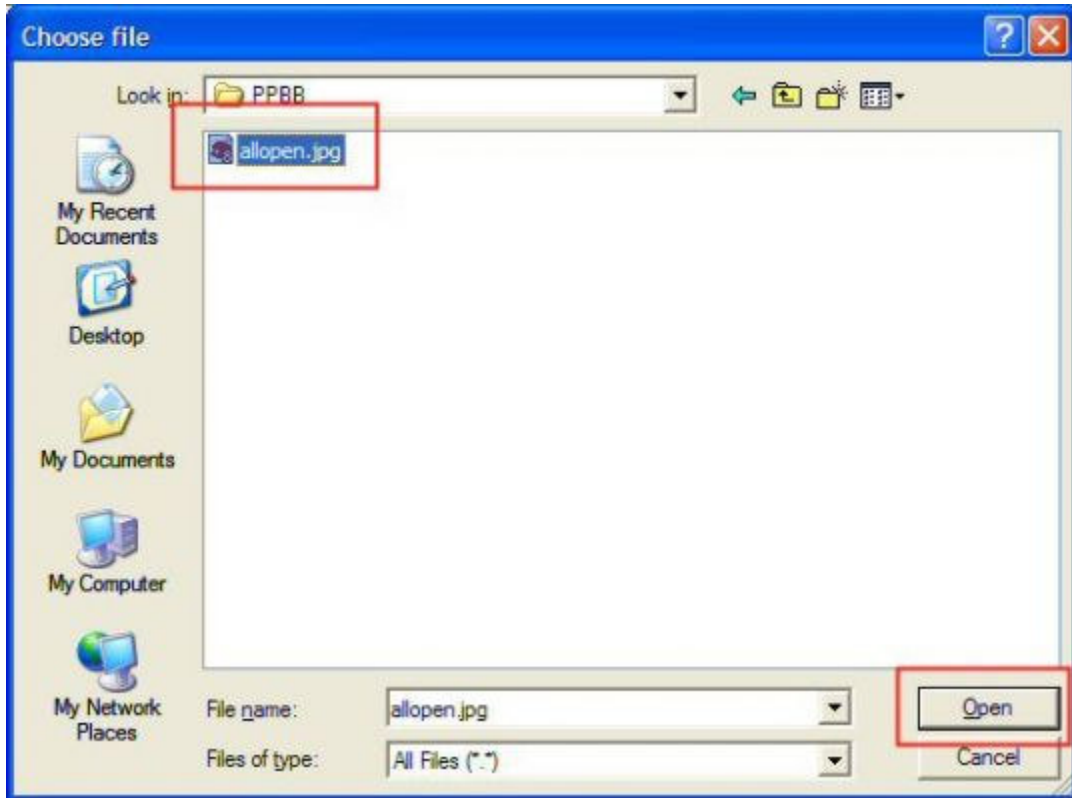 Choose file
Look in:
PPBB
allopen.jpg
My Recent
Documents
Desktop
My Documents
My Computer
My Network
Places
File name:
allopen.jpg
Open
Files of type:
All Files (*.*)
Cancel